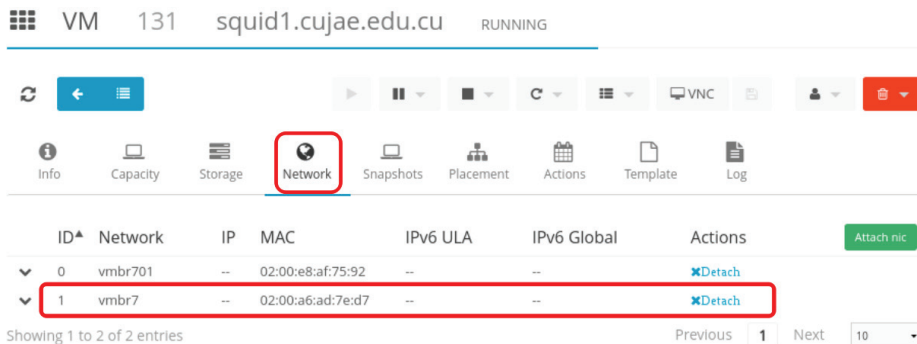 VM 131 squid1.cujae.edu.cu RUNNING
VNC
Info Capacity Storage Network Snapshots Placement Actions Template Log
ID Network IP MAC IPv6 ULA IPv6 Global Actions Attach nic
0 vmbr701 -- 02:00:e8:af:75:92 -- -- Detach
1 vmbr7 -- 02:00:a6:ad:7e:d7 -- -- Detach
Showing 1 to 2 of 2 entries Previous 1 Next 10